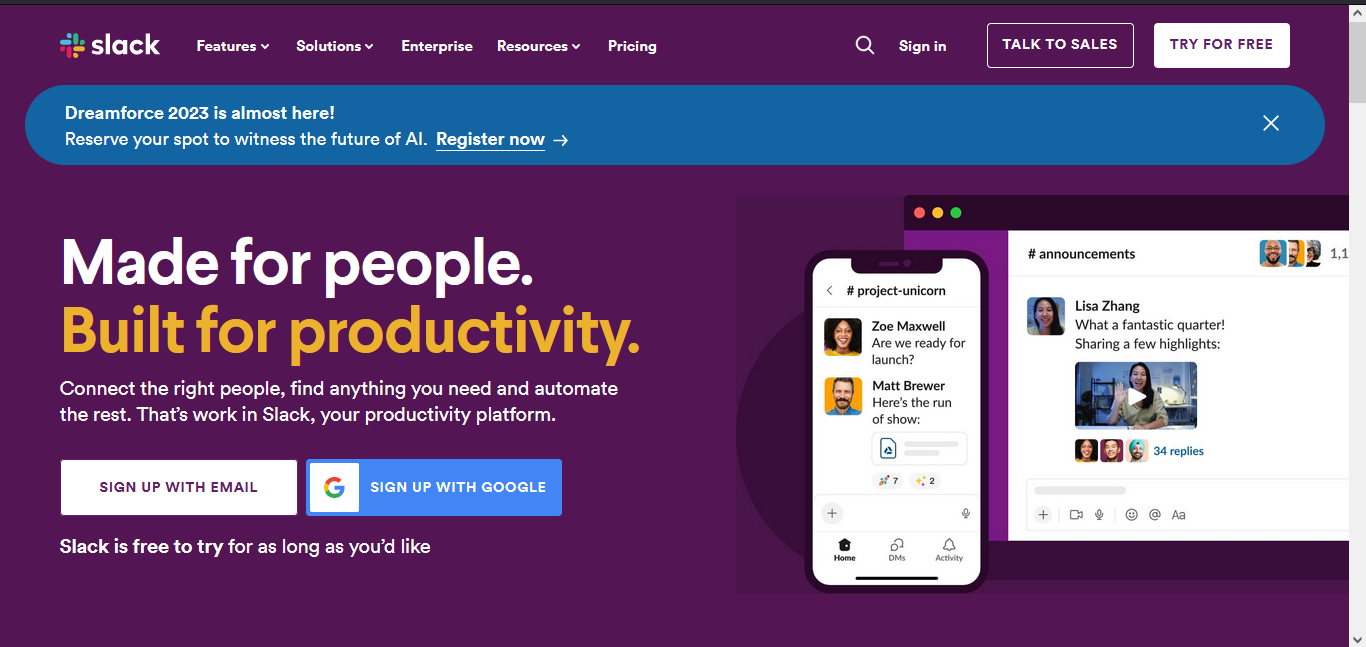 slack
Features
Solutions
Enterprise
Resources
Pricing
Sign in
TALK TO SALES
TRY FOR FREE
Dreamforce 2023 is almost here!
Reserve your spot to witness the future of AI. Register now →
Made for people.
Built for productivity.
Connect the right people, find anything you need and automate
the rest. That’s work in Slack, your productivity platform.
SIGN UP WITH EMAIL
SIGN UP WITH GOOGLE
Slack is free to try for as long as you’d like
# project-unicorn
Zoe Maxwell
Are we ready for
launch?
Matt Brewer
Here’s the run
of show:
7
2
Home
DMs
Activity
# announcements
1,1
Lisa Zhang
What a fantastic quarter!
Sharing a few highlights:
34 replies
@
Aa